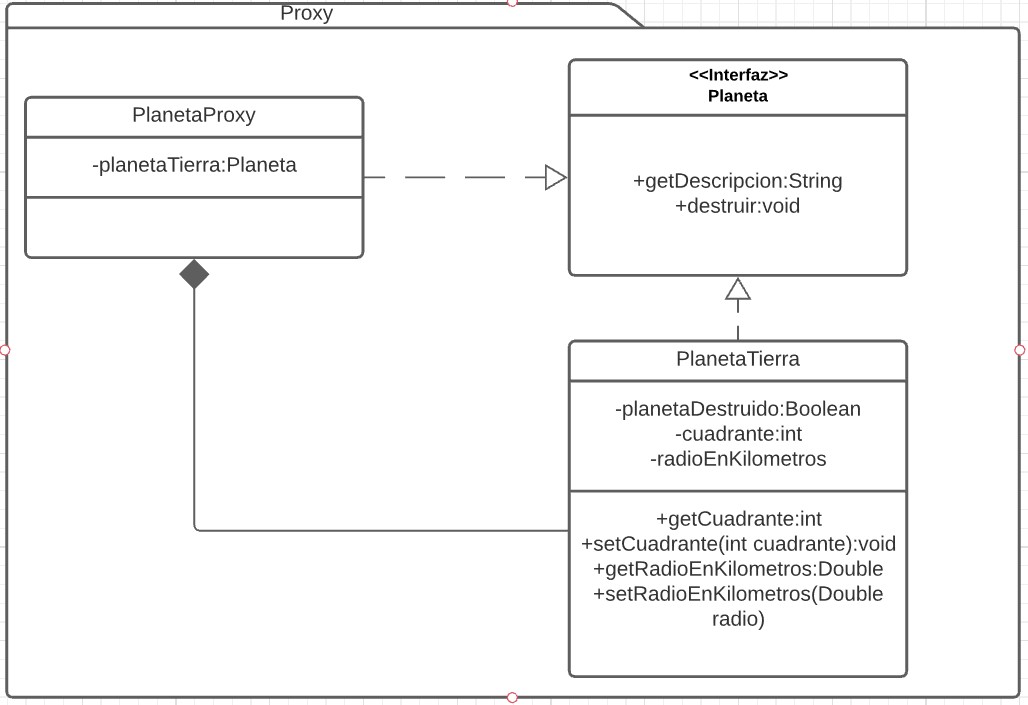 Proxy
PlanetaProxy
-planetaTierra:Planeta
<<Interfaz>>
Planeta
+getDescripcion:String
+destruir:void
PlanetaTierra
-planetaDestruido:Boolean
-cuadrante:int
-radioEnKilometros
+getCuadrante:int
+setCuadrante(int cuadrante):void
+getRadioEnKilometros:Double
+setRadioEnKilometros(Double
radio)